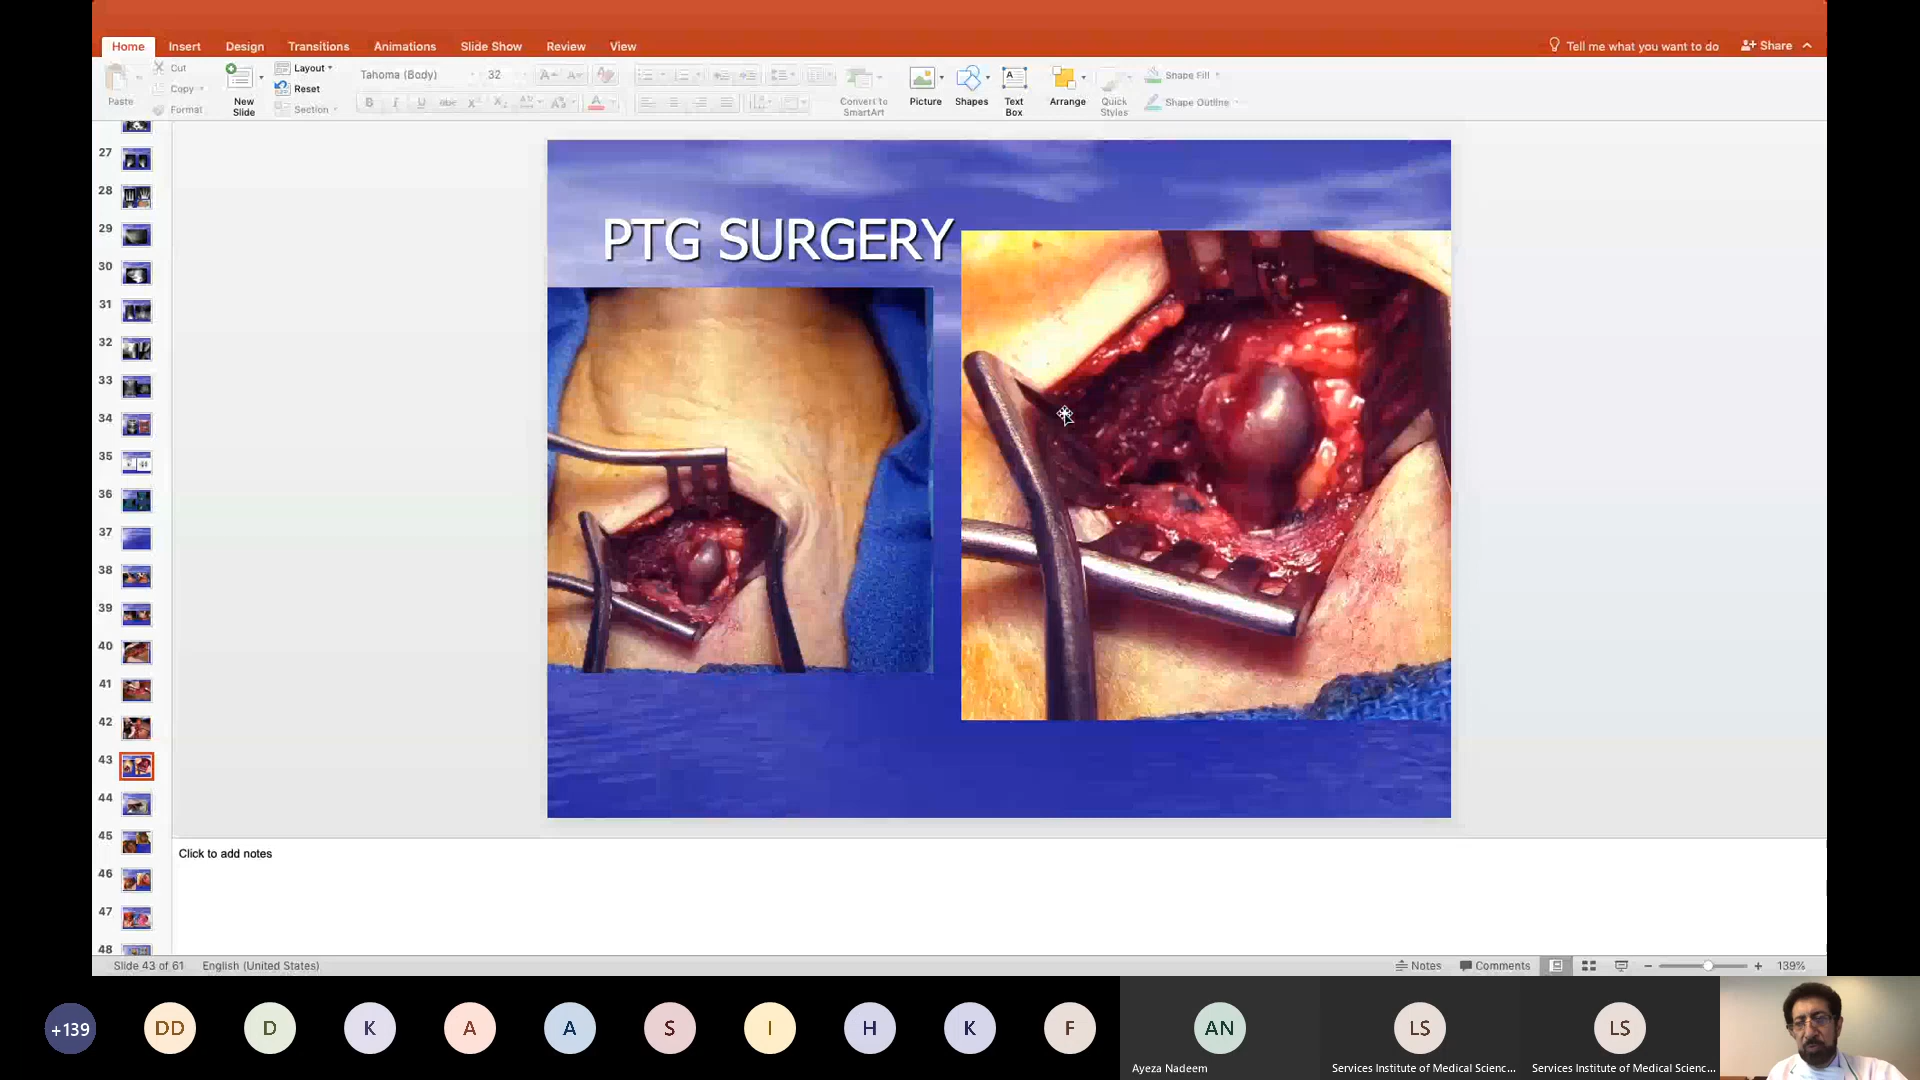 Home Insert Design Transitions Animations Slide Show Review View
Tell me what you want to do Share
Cut
Copy
Format
Paste
New
Slide
Layout
Reset
Section
Tahoma (Body) 32
Convert to
SmartArt
Picture
Shapes
Text
Box
Arrange
Quick
Styles
Shape Fill
Shape Outline
27
28
29
30
31
32
33
34
35
36
37
38
39
40
41
42
43
44
45
46
47
48
PTG SURGERY
Click to add notes
Slide 43 of 61 English (United States)
Notes Comments 139%
+139 DD D K A A S I H K F AN LS LS
Ayeza Nadeem Services Institute of Medical Scienc... Services Institute of Medical Scienc...